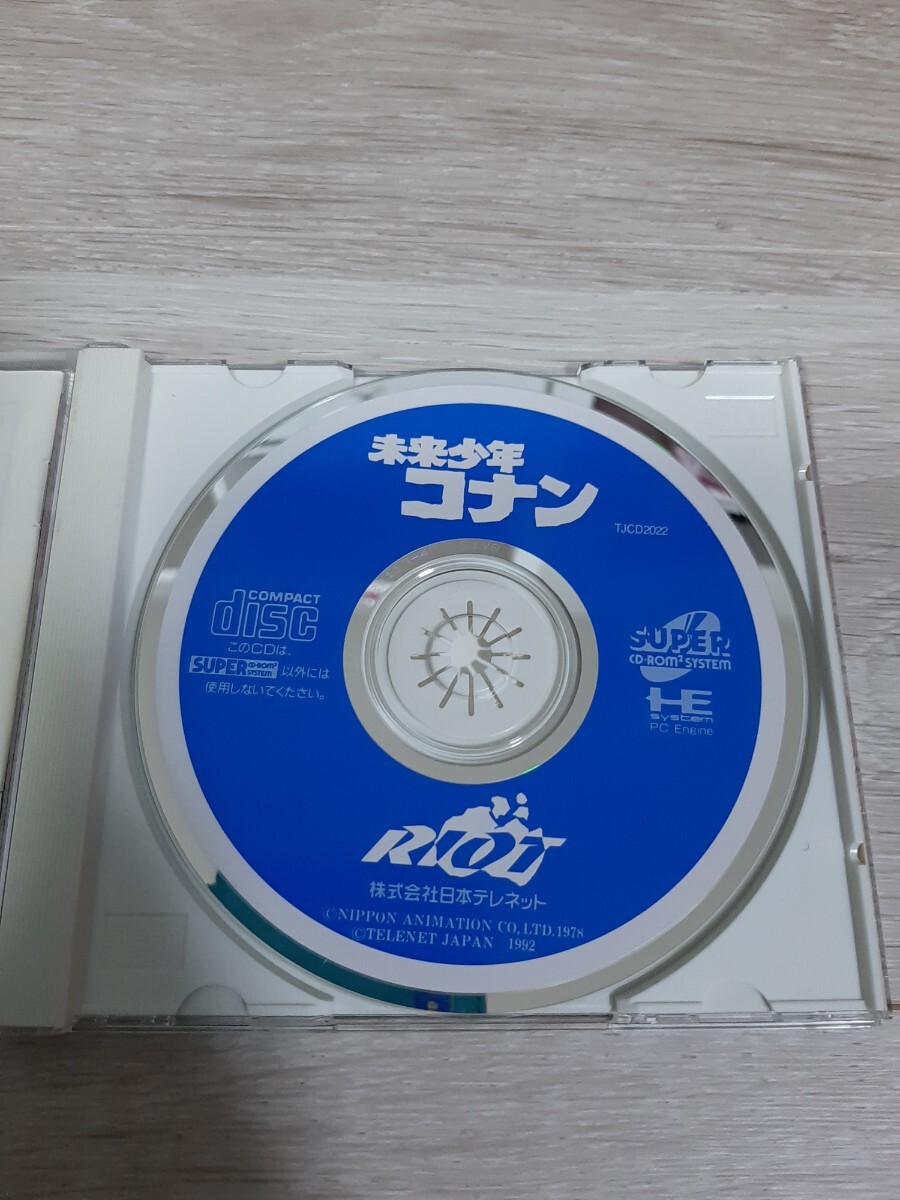 未来少年
コナン
TJCD2022
COMPACT
disc
このCDは、
SUPER CD-ROM² SYSTEM 以外には
使用しないでください。
SUPER
CD-ROM² SYSTEM
HE
system
PC Engine
RIOT
株式会社日本テレネット
©NIPPON ANIMATION CO,LTD.1978
©TELENET JAPAN 1992